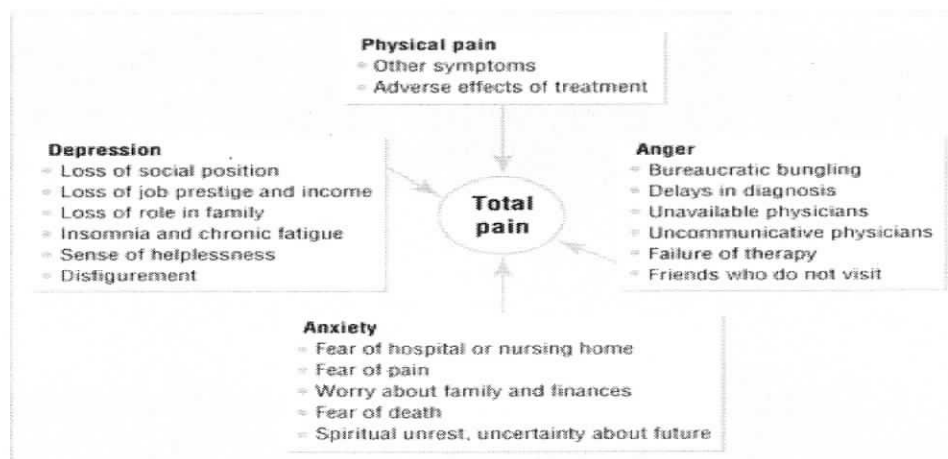 Physical pain
Other symptoms
Adverse effects of treatment
Depression
Loss of social position
Loss of job prestige and income
Loss of role in family
Insomnia and chronic fatigue
Sense of helplessness
Disfigurement
Total
pain
Anger
Bureaucratic bungling
Delays in diagnosis
Unavailable physicians
Uncommunicative physicians
Failure of therapy
Friends who do not visit
Anxiety
Fear of hospital or nursing home
Fear of pain
Worry about family and finances
Fear of death
Spiritual unrest, uncertainty about future